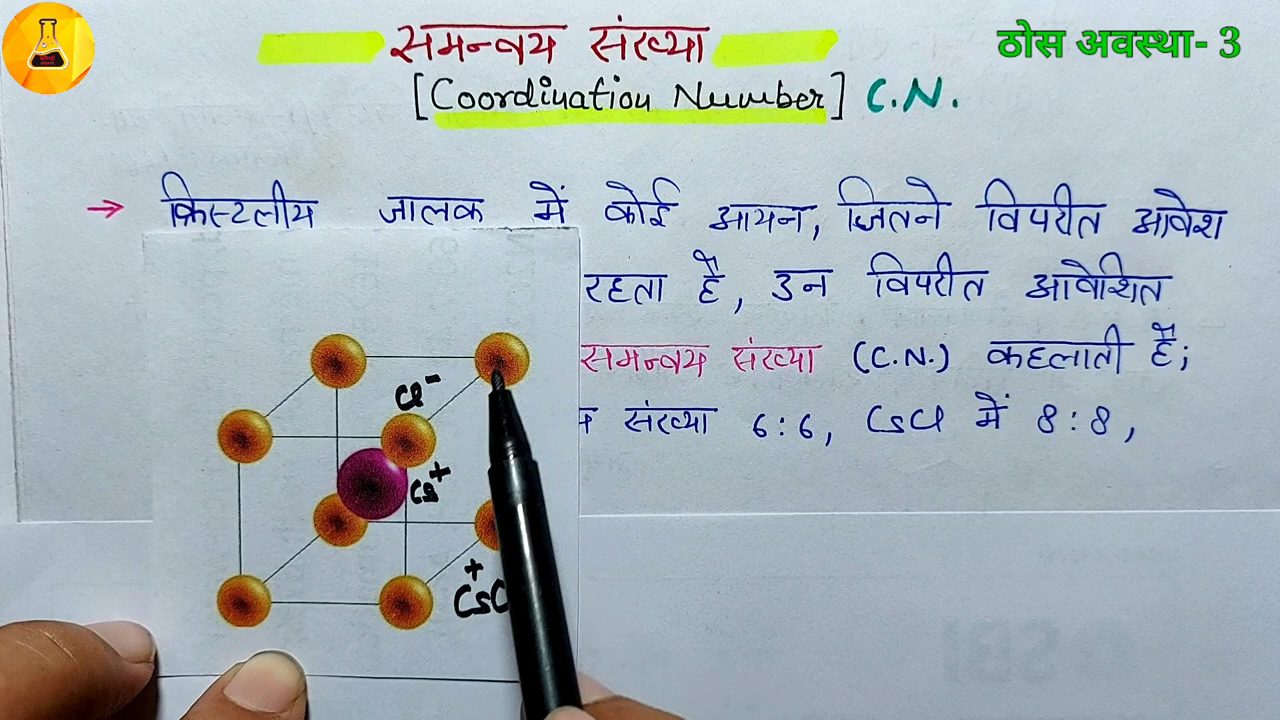 ठोस अवस्था- 3
समन्वय संख्या
[Coordination Number] C.N.
→ क्रिस्टलीय जालक में कोई आयन, जितने विपरीत आवेश
रहता है, उन विपरीत आवेशित
समन्वय संख्या (C.N.) कहलाती है;
संख्या 6:6, CsCl में 8:8,
Cl⁻
Cs⁺